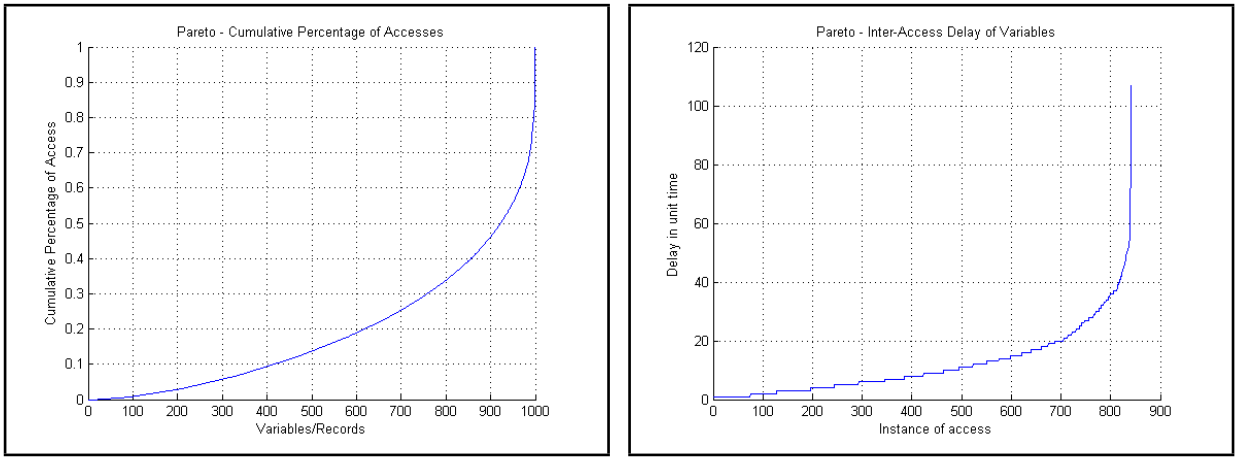 Pareto - Cumulative Percentage of Accesses
Cumulative Percentage of Access
1
0.9
0.8
0.7
0.6
0.5
0.4
0.3
0.2
0.1
0
0 100 200 300 400 500 600 700 800 900 1000
Variables/Records
Pareto - Inter-Access Delay of Variables
Delay in unit time
120
100
80
60
40
20
0
0 100 200 300 400 500 600 700 800 900
Instance of access